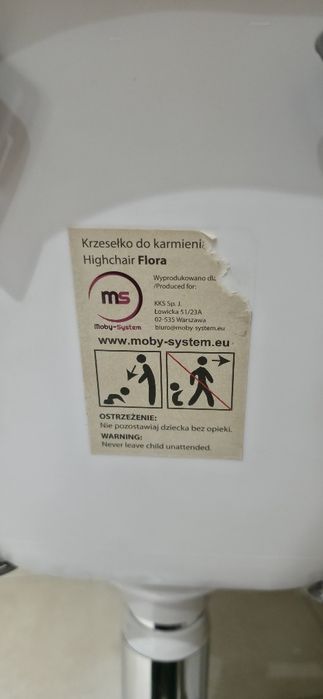 Krzesełko do karmienia
Highchair Flora
Wyprodukowano dla
/Produced for:
ms
Moby-System
KKS Sp. J.
Łowicka 51/23A
02-535 Warszawa
biuro@moby-system.eu
www.moby-system.eu
OSTRZEŻENIE:
Nie pozostawiaj dziecka bez opieki.
WARNING:
Never leave child unattended.